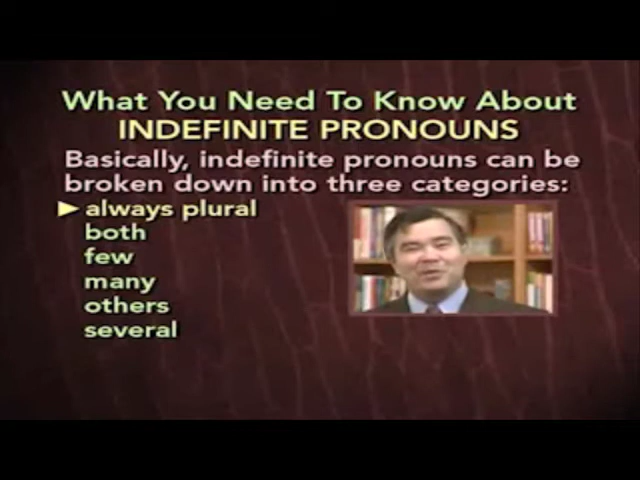 What You Need To Know About
INDEFINITE PRONOUNS
Basically, indefinite pronouns can be
broken down into three categories:
always plural
both
few
many
others
several